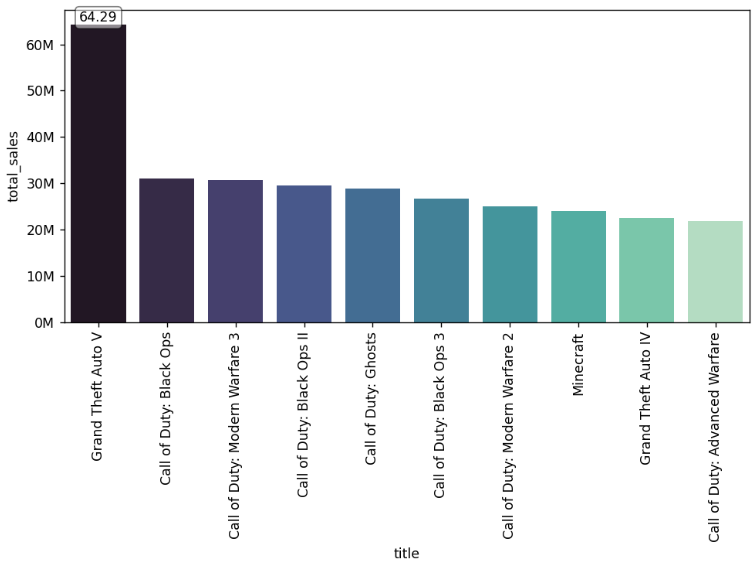 64.29
60M
50M
40M
30M
20M
10M
0M
total_sales
Grand Theft Auto V
Call of Duty: Black Ops
Call of Duty: Modern Warfare 3
Call of Duty: Black Ops II
Call of Duty: Ghosts
Call of Duty: Black Ops 3
Call of Duty: Modern Warfare 2
Minecraft
Grand Theft Auto IV
Call of Duty: Advanced Warfare
title